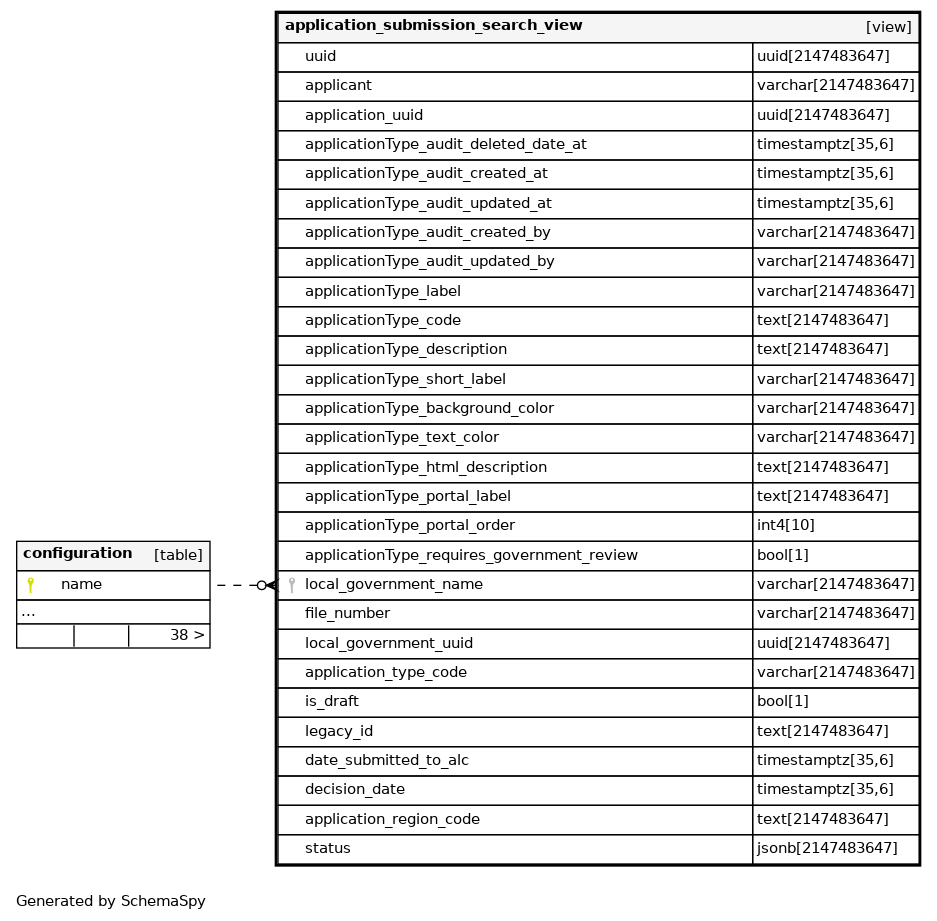 application_submission_search_view [view]
uuid uuid[2147483647]
applicant varchar[2147483647]
application_uuid uuid[2147483647]
applicationType_audit_deleted_date_at timestamptz[35,6]
applicationType_audit_created_at timestamptz[35,6]
applicationType_audit_updated_at timestamptz[35,6]
applicationType_audit_created_by varchar[2147483647]
applicationType_audit_updated_by varchar[2147483647]
applicationType_label varchar[2147483647]
applicationType_code text[2147483647]
applicationType_description text[2147483647]
applicationType_short_label varchar[2147483647]
applicationType_background_color varchar[2147483647]
applicationType_text_color varchar[2147483647]
applicationType_html_description text[2147483647]
applicationType_portal_label text[2147483647]
applicationType_portal_order int4[10]
applicationType_requires_government_review bool[1]
local_government_name varchar[2147483647]
file_number varchar[2147483647]
local_government_uuid uuid[2147483647]
application_type_code varchar[2147483647]
is_draft bool[1]
legacy_id text[2147483647]
date_submitted_to_alc timestamptz[35,6]
decision_date timestamptz[35,6]
application_region_code text[2147483647]
status jsonb[2147483647]
configuration [table]
name
...
38 >
Generated by SchemaSpy